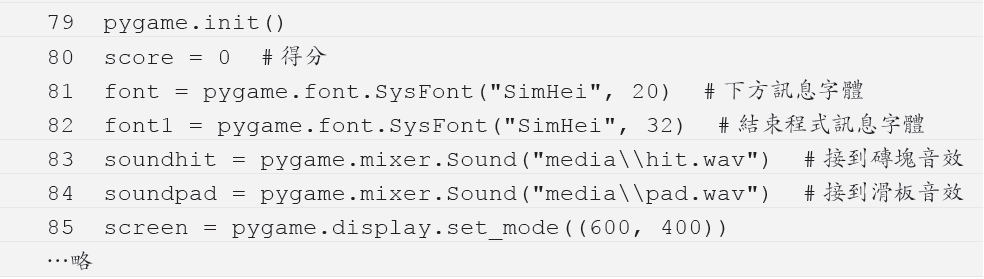 79 pygame.init()
80 score = 0 #得分
81 font = pygame.font.SysFont("SimHei", 20) #下方訊息字體
82 font1 = pygame.font.SysFont("SimHei", 32) #結束程式訊息字體
83 soundhit = pygame.mixer.Sound("media\\hit.wav") #接到磚塊音效
84 soundpad = pygame.mixer.Sound("media\\pad.wav") #接到滑板音效
85 screen = pygame.display.set_mode((600, 400))
…略